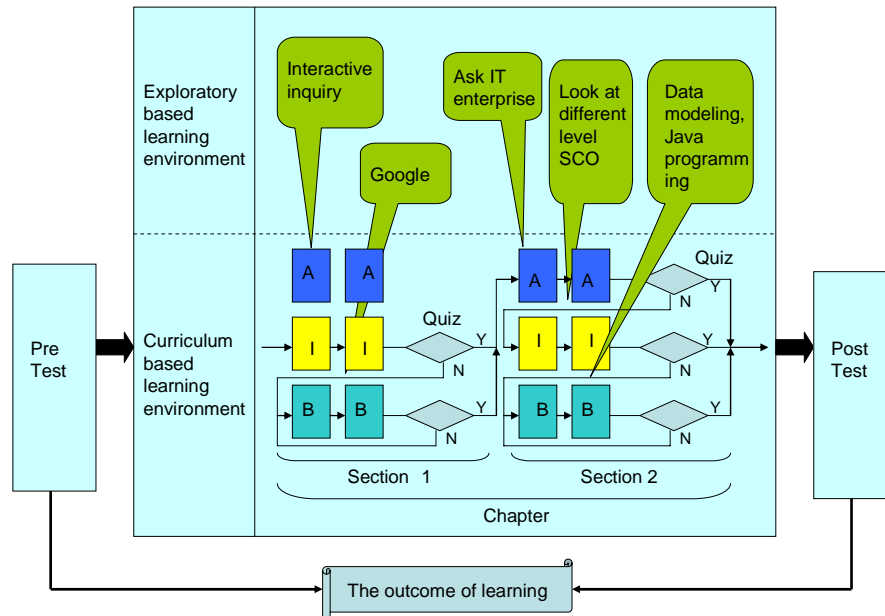 Exploratory
based
learning
environment
Interactive
inquiry
Google
Ask IT
enterprise
Look at
different
level
SCO
Data
modeling,
Java
programm
ing
Pre
Test
Curriculum
based
learning
environment
A
A
I
I
Quiz
Y
N
B
B
Y
N
A
A
Quiz
Y
N
I
I
Y
N
B
B
Y
N
Section 1
Section 2
Chapter
Post
Test
The outcome of learning